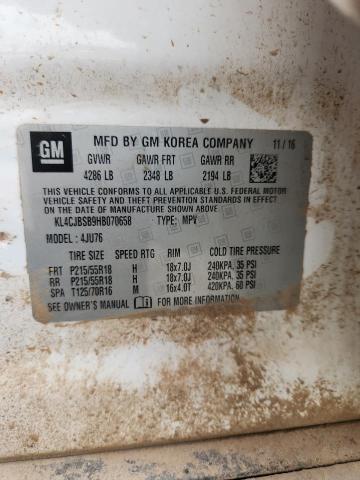 GM
MFD BY GM KOREA COMPANY 11 / 16
GVWR GAWR FRT GAWR RR
4286 LB 2348 LB 2194 LB
THIS VEHICLE CONFORMS TO ALL APPLICABLE U.S. FEDERAL MOTOR
VEHICLE SAFETY, BUMPER, AND THEFT PREVENTION STANDARDS
IN EFFECT ON THE DATE OF MANUFACTURE SHOWN ABOVE.
KL4CJBSB9HB070658 TYPE: MPV
MODEL: 4JU76
TIRE SIZE SPEED RTG RIM COLD TIRE PRESSURE
FRT P215/55R18 H 18x7.0J 240KPA, 35 PSI
RR P215/55R18 H 18x7.0J 240KPA, 35 PSI
SPA T125/70R16 M 16x4.0T 420KPA, 60 PSI
SEE OWNER'S MANUAL FOR MORE INFORMATION